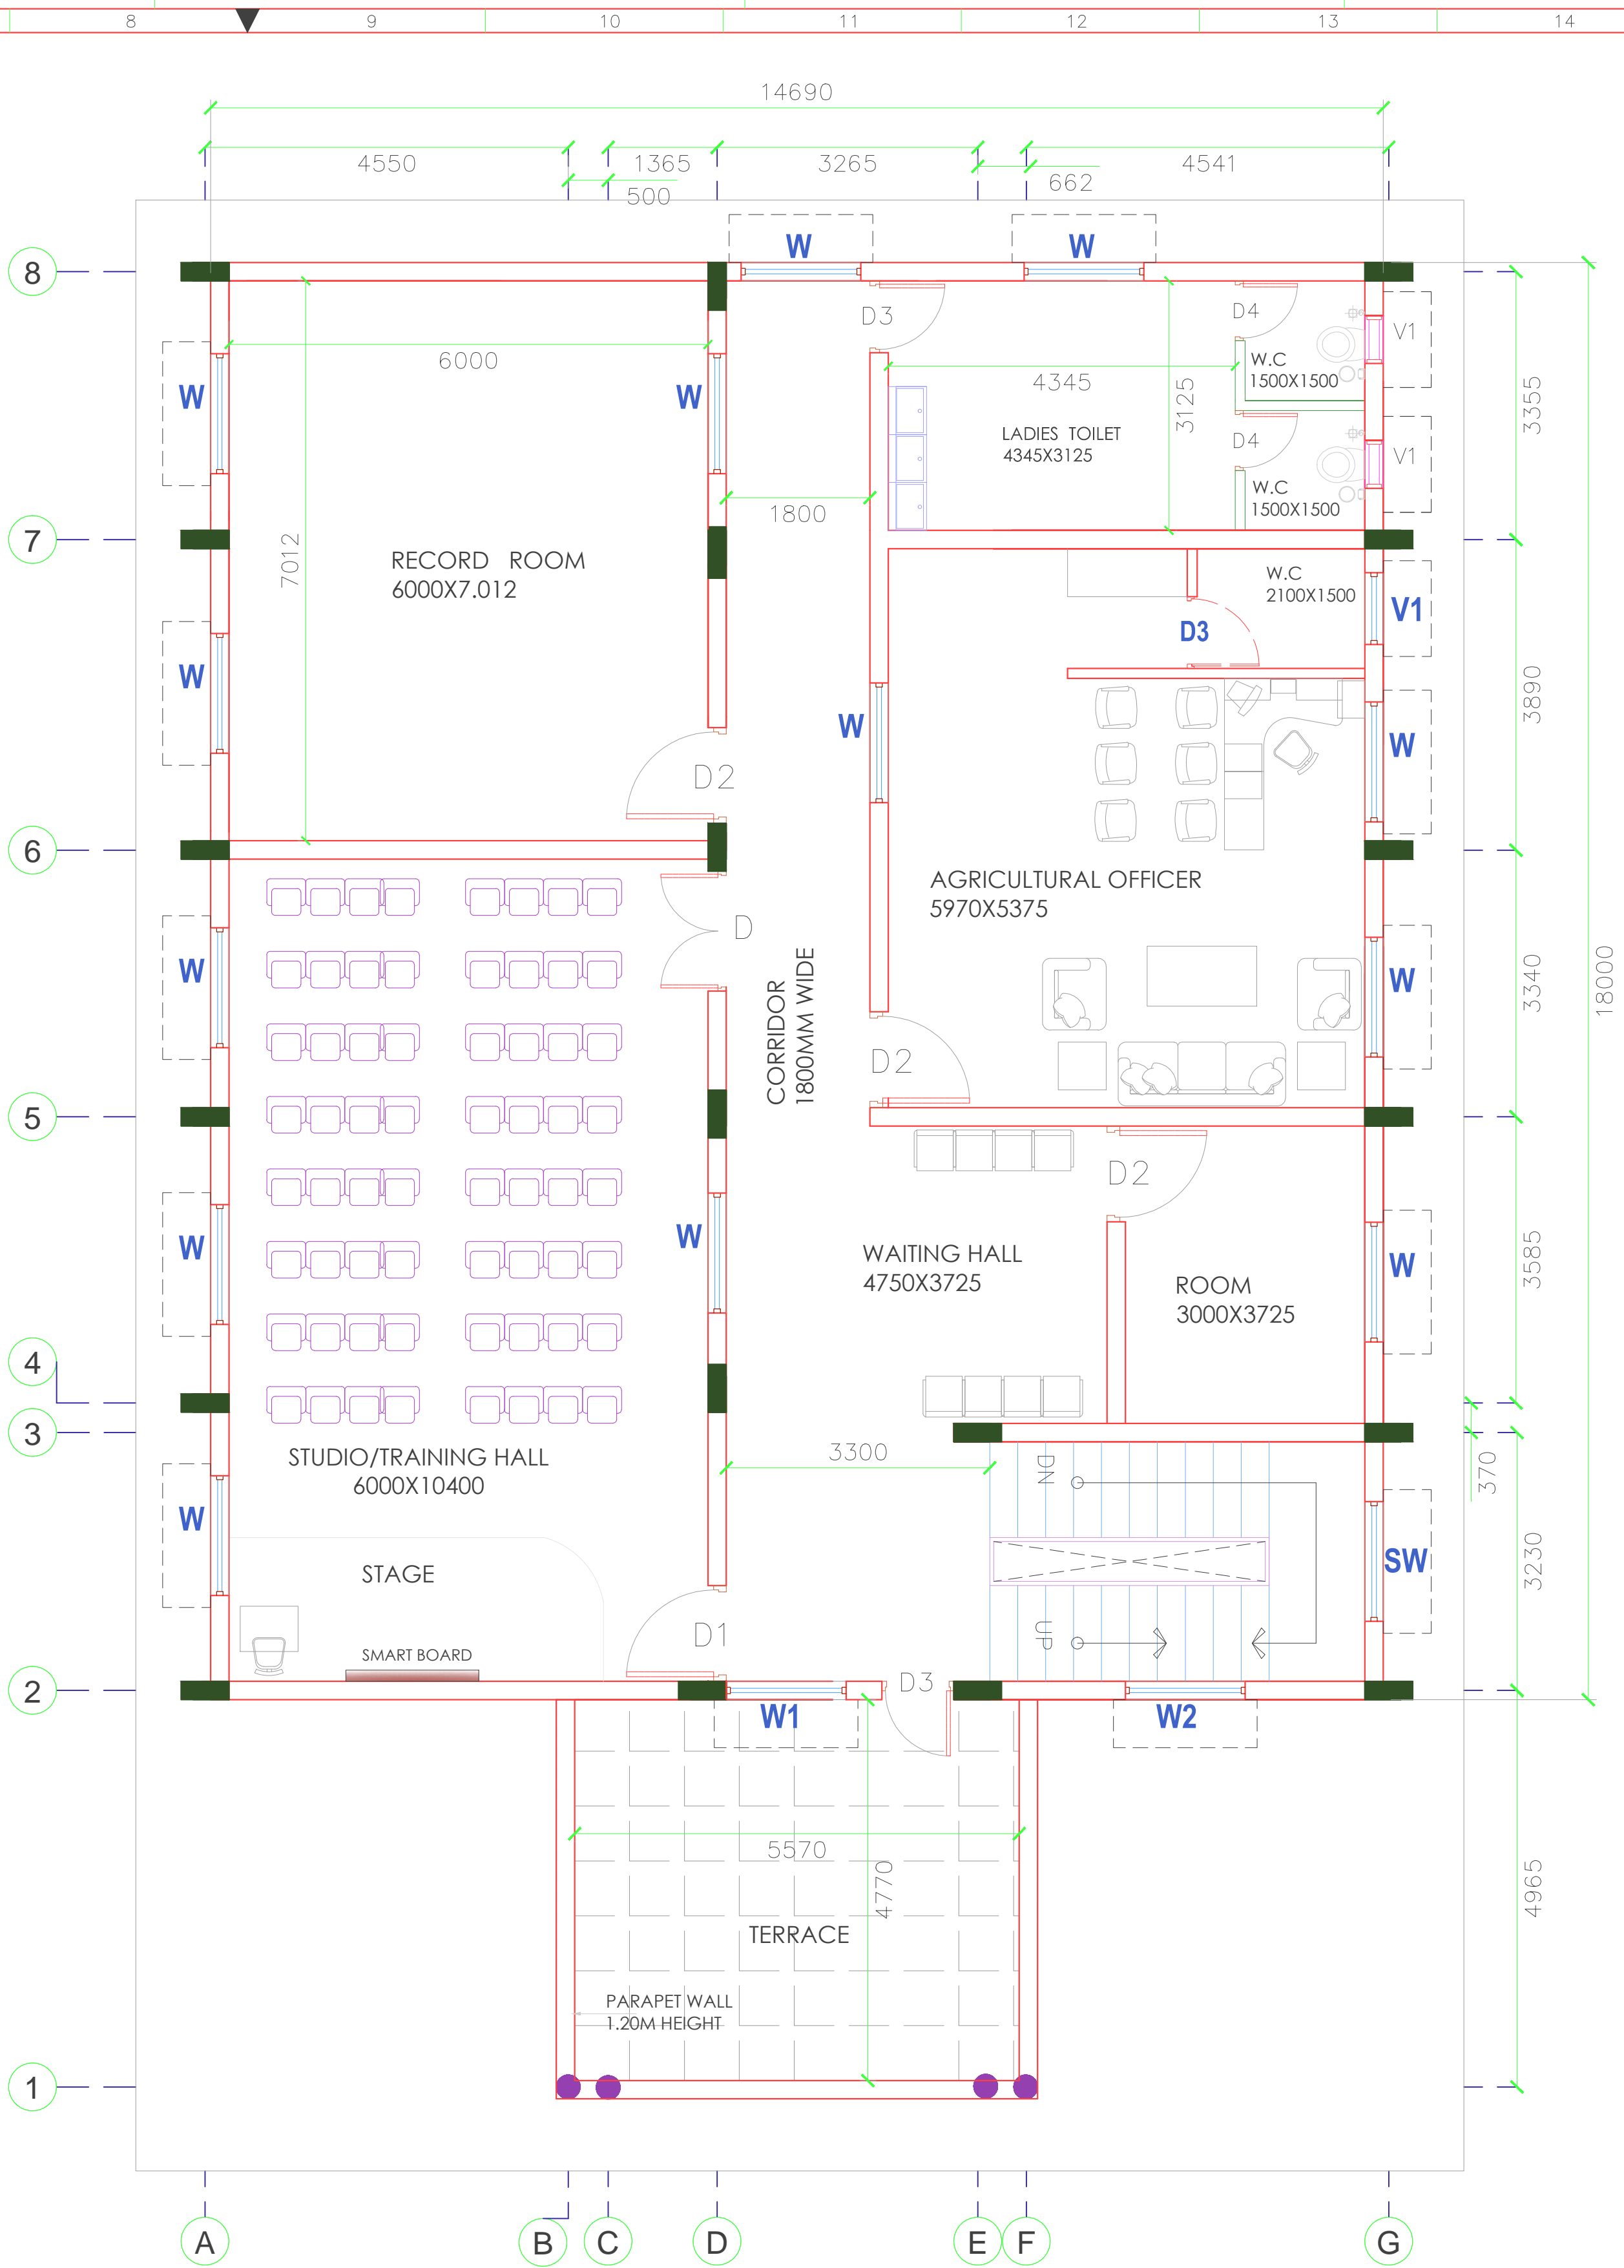 8 9 10 11 12 13 14
14690
4550 1365 3265 4541
500 662
W W
8
D3 D4 V1
6000
W.C
1500X1500
W W
4345 3125 3355
LADIES TOILET
4345X3125
D4 V1
W.C
1500X1500
1800
7
7012
RECORD ROOM
6000X7.012
W.C
2100X1500
V1
D3
W
3890
W W
D2
6
AGRICULTURAL OFFICER
5970X5375
D
W
CORRIDOR
1800MM WIDE
W
3340
18000
D2
5
D2
W W
WAITING HALL
4750X3725
W
3585
ROOM
3000X3725
4
3
STUDIO/TRAINING HALL
6000X10400
3300
DN
370
W
STAGE
SW
3230
UP
D1
SMART BOARD
2
D3
W1 W2
5570
4770
4965
TERRACE
PARAPET WALL
1.20M HEIGHT
1
A B C D E F G